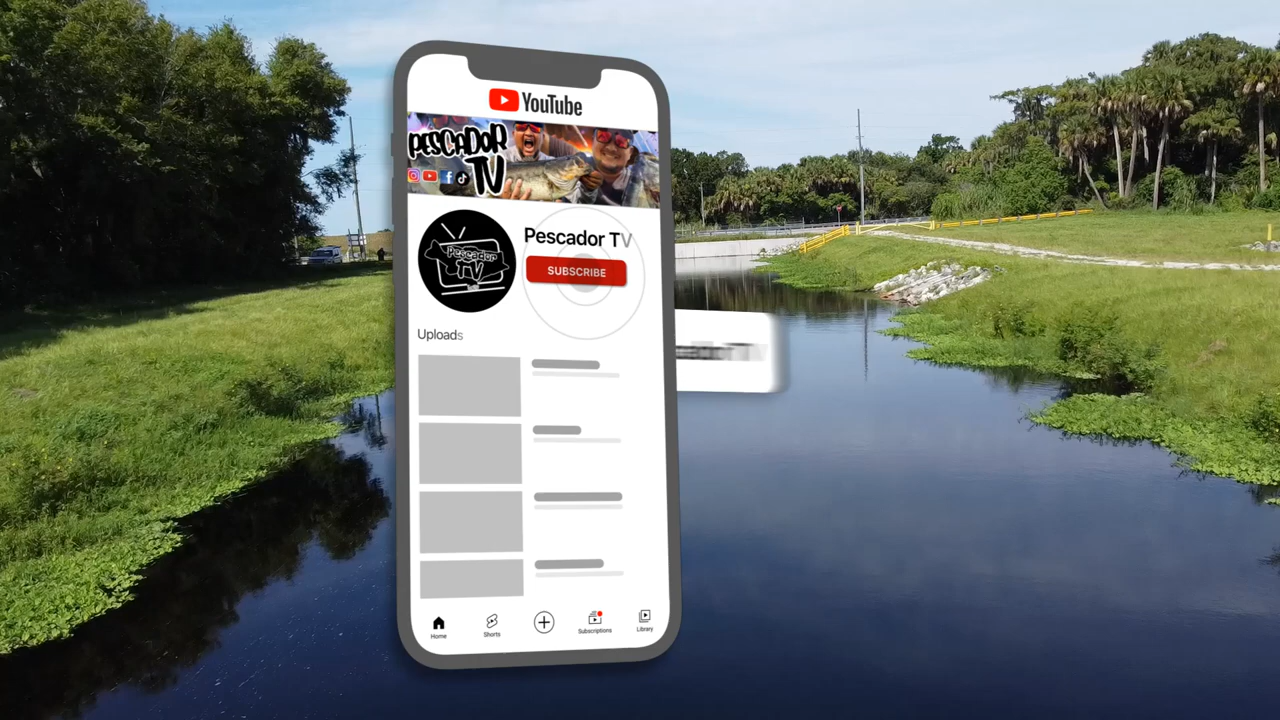 YouTube
PESCADOR
TV
Pescador
TV
Pescador TV
SUBSCRIBE
Uploads
Home
Shorts
Subscriptions
Library